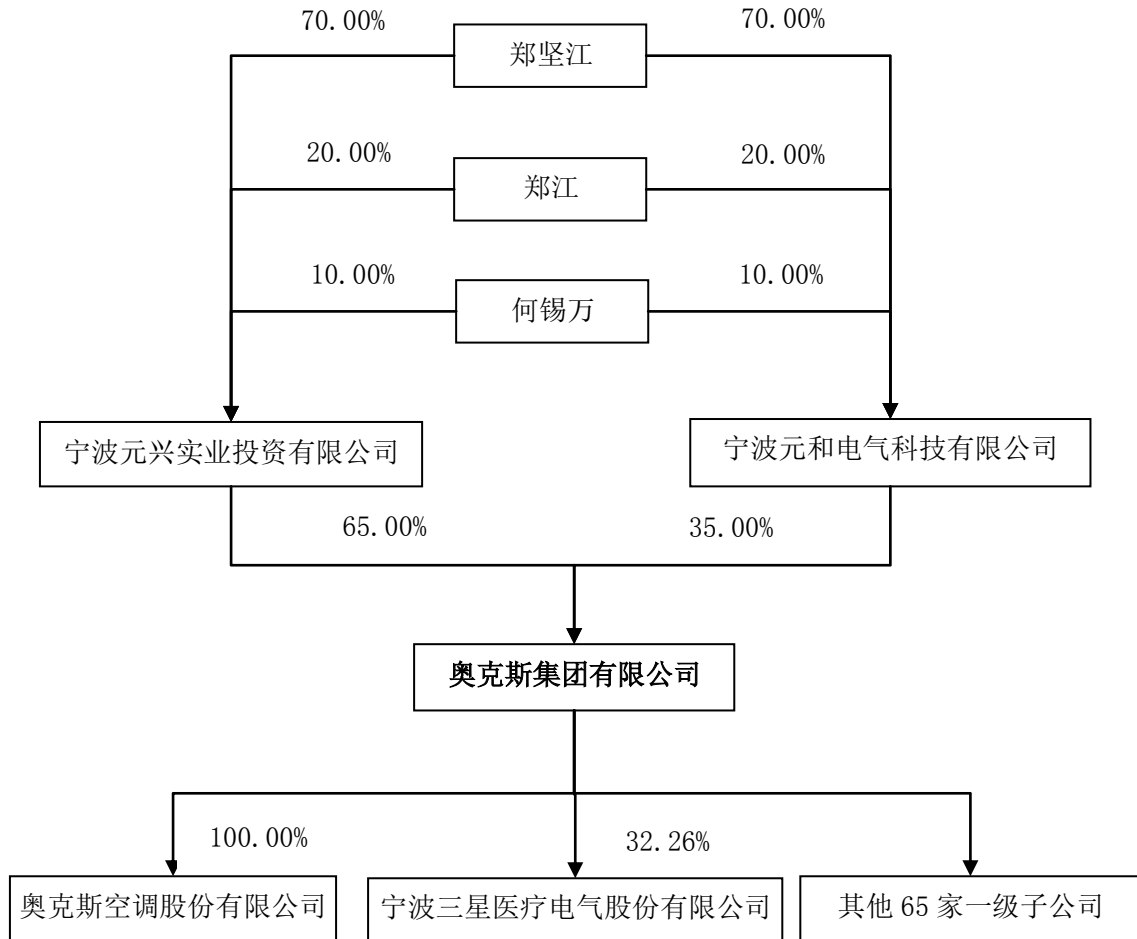 70.00%
郑坚江
70.00%
20.00%
郑江
20.00%
10.00%
何锡万
10.00%
宁波元兴实业投资有限公司
宁波元和电气科技有限公司
65.00%
35.00%
奥克斯集团有限公司
100.00%
32.26%
奥克斯空调股份有限公司
宁波三星医疗电气股份有限公司
其他 65 家一级子公司